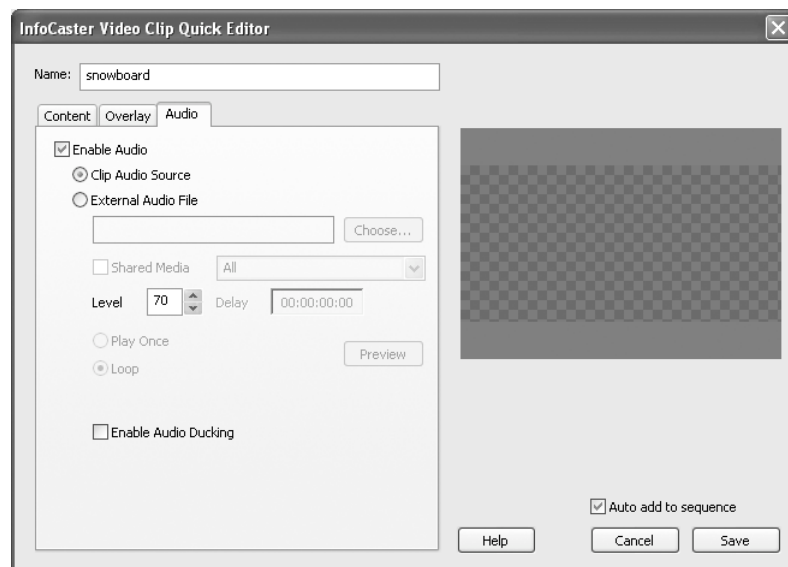 InfoCaster Video Clip Quick Editor
Name: snowboard
Content Overlay Audio
Enable Audio
Clip Audio Source
External Audio File
Choose...
Shared Media All
Level 70 Delay 00:00:00:00
Play Once
Preview
Loop
Enable Audio Ducking
Auto add to sequence
Help Cancel Save